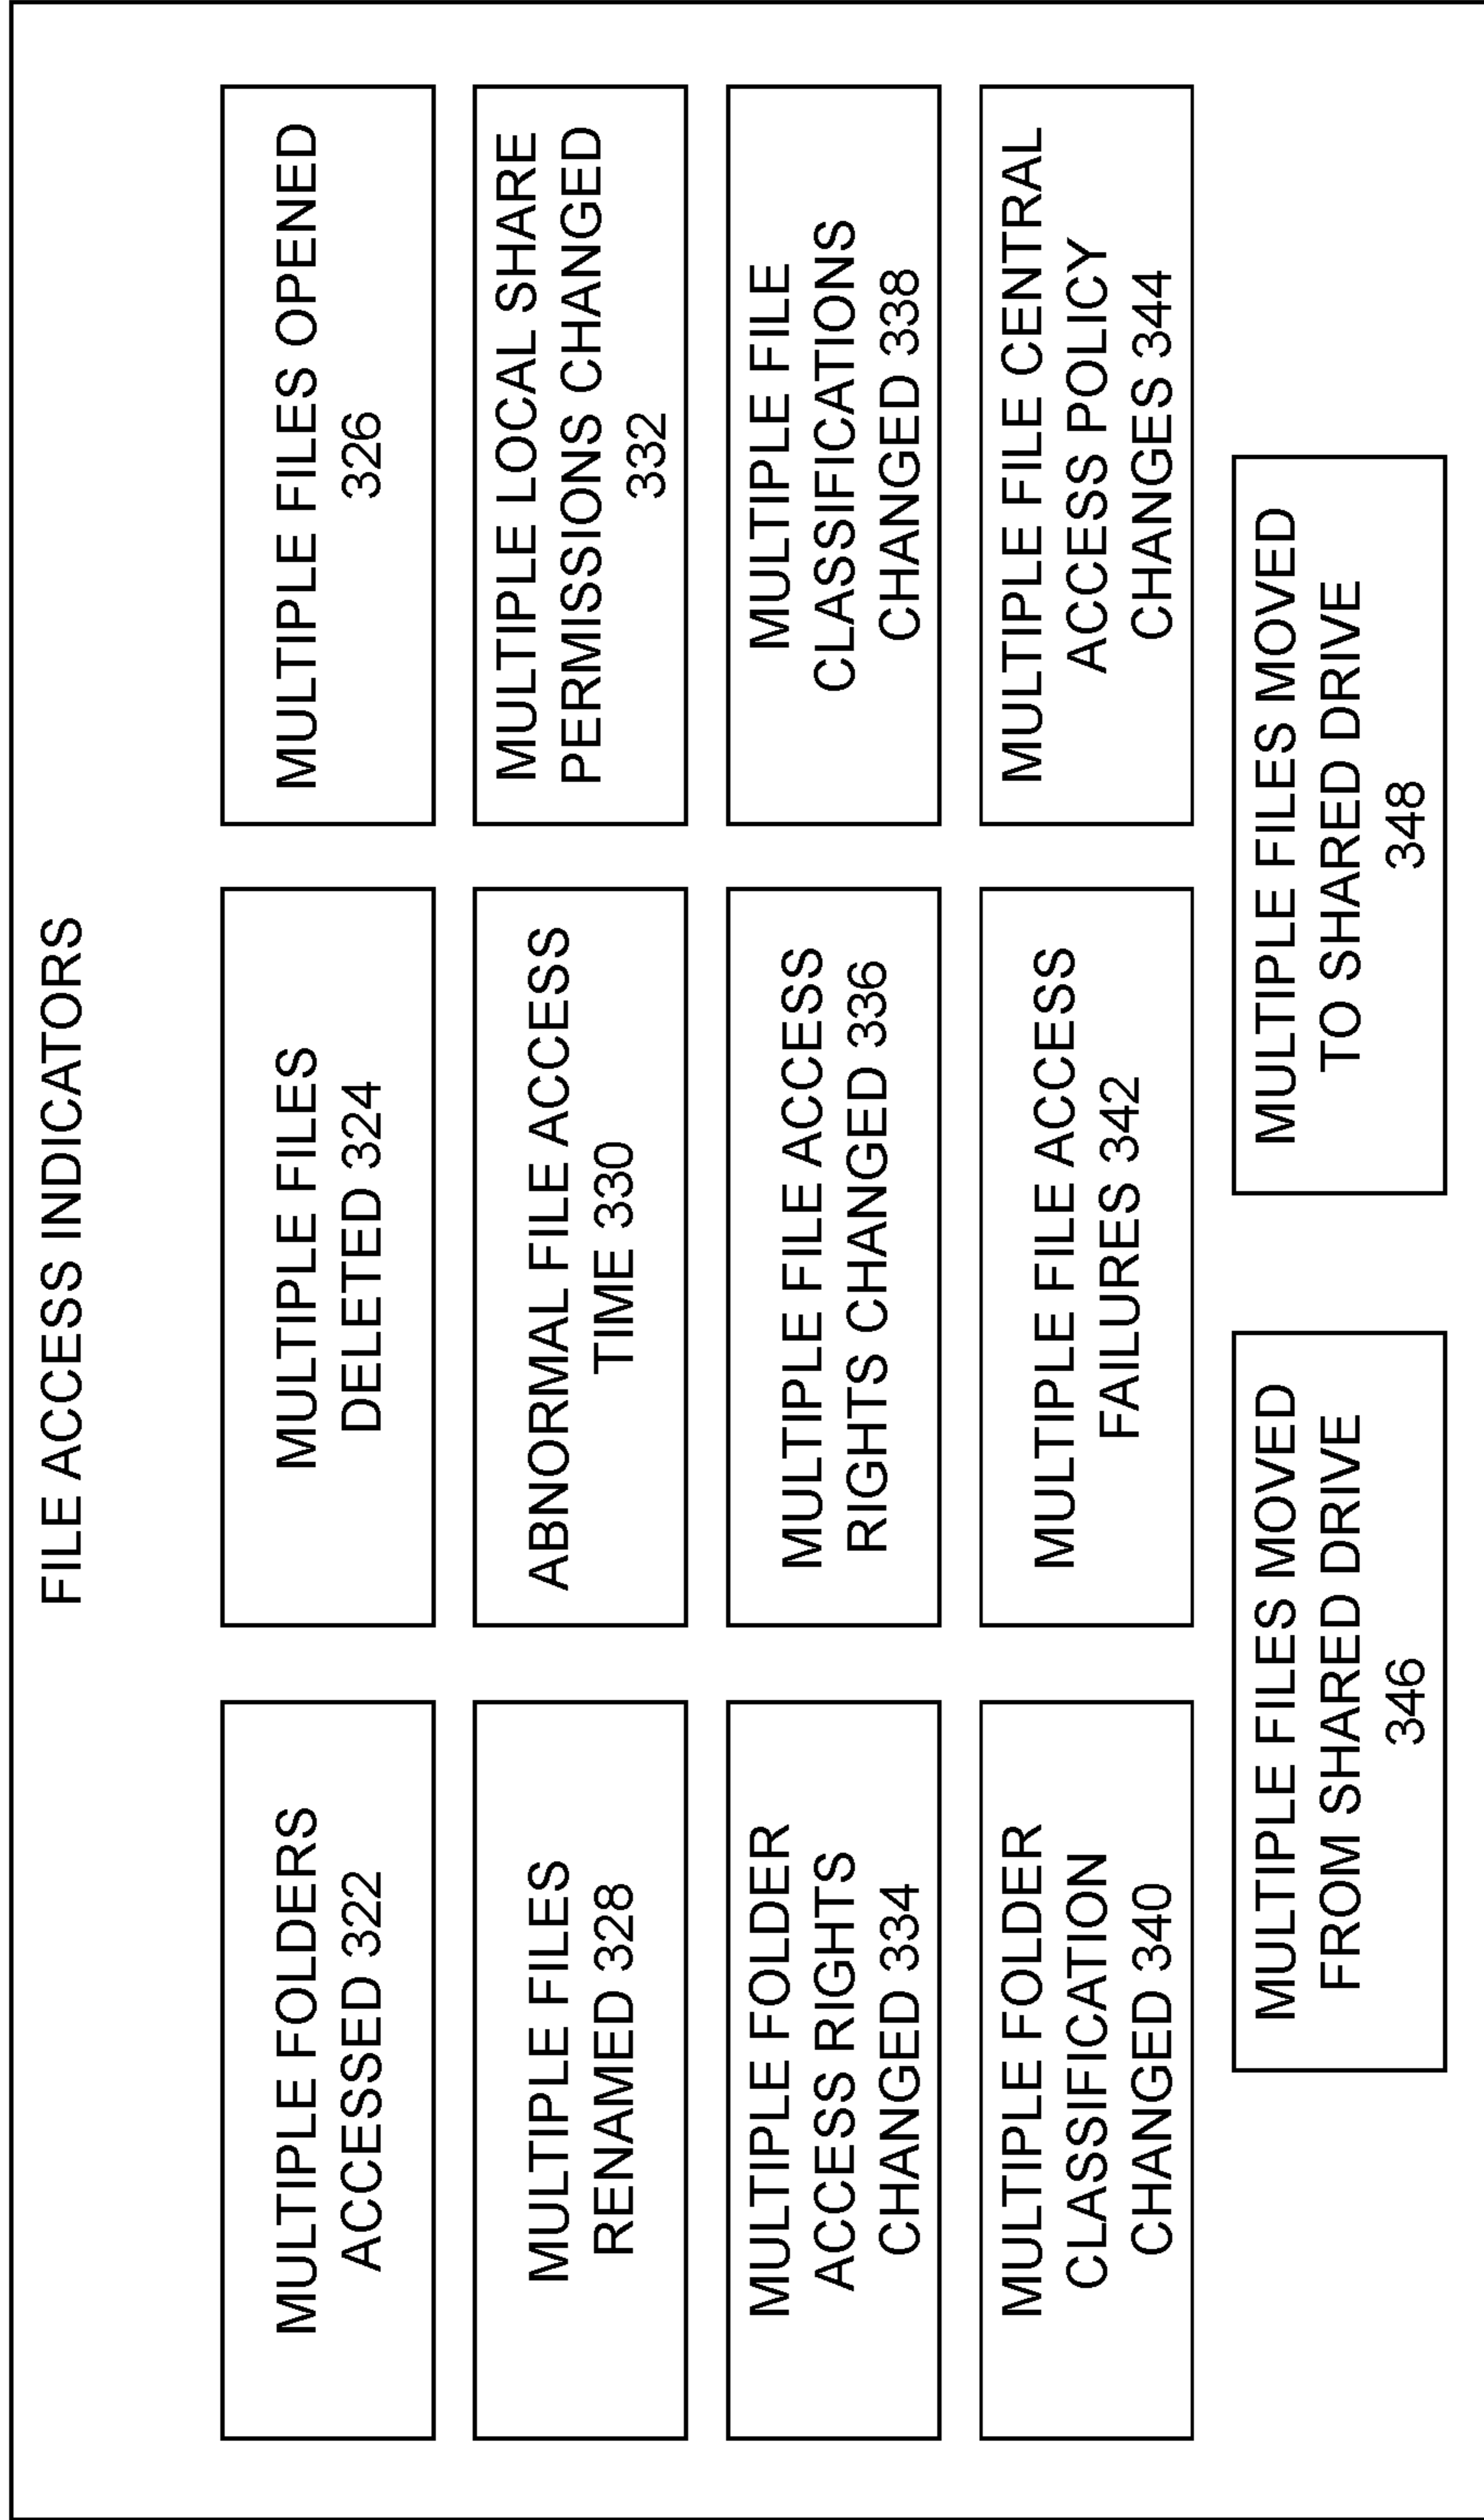 FILE ACCESS INDICATORS
MULTIPLE FOLDERS
ACCESSED 322
MULTIPLE FILES
DELETED 324
MULTIPLE FILES OPENED
326
MULTIPLE FILES
RENAMED 328
ABNORMAL FILE ACCESS
TIME 330
MULTIPLE LOCAL SHARE
PERMISSIONS CHANGED
332
MULTIPLE FOLDER
ACCESS RIGHTS
CHANGED 334
MULTIPLE FILE ACCESS
RIGHTS CHANGED 336
MULTIPLE FILE
CLASSIFICATIONS
CHANGED 338
MULTIPLE FOLDER
CLASSIFICATION
CHANGED 340
MULTIPLE FILE ACCESS
FAILURES 342
MULTIPLE FILE CENTRAL
ACCESS POLICY
CHANGES 344
MULTIPLE FILES MOVED
FROM SHARED DRIVE
346
MULTIPLE FILES MOVED
TO SHARED DRIVE
348